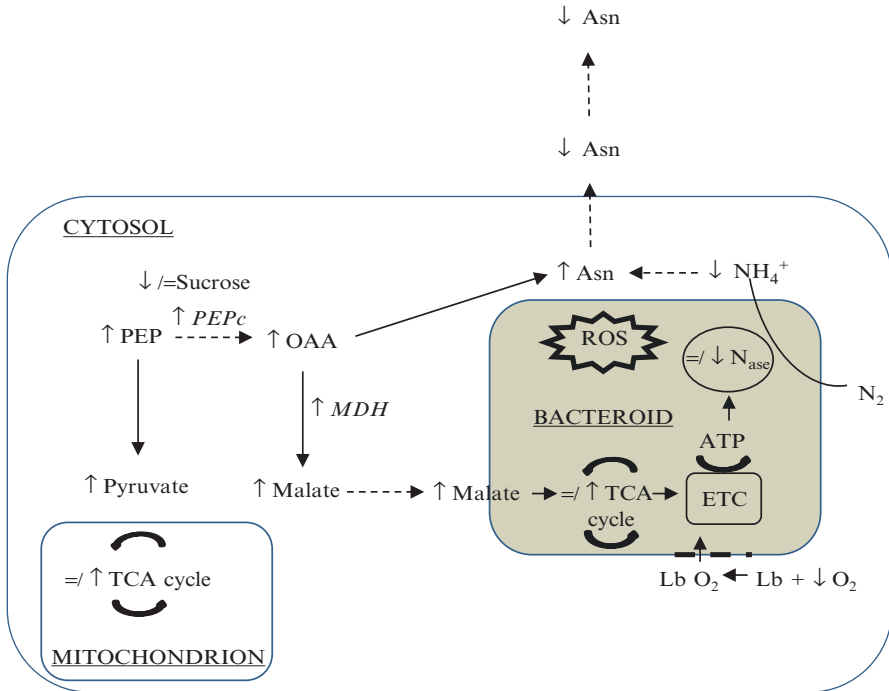 ↓ Asn
↓ Asn
CYTOSOL
↓/=Sucrose
↑ Asn
↓ NH₄⁺
↑ PEPc
↑ PEP
↑ OAA
ROS
=/ ↓ Nase
N₂
↑ MDH
BACTEROID
ATP
↑ Pyruvate
↑ Malate
↑ Malate
=/ ↑ TCA
cycle
ETC
=/ ↑ TCA cycle
Lb O₂
Lb + ↓ O₂
MITOCHONDRION